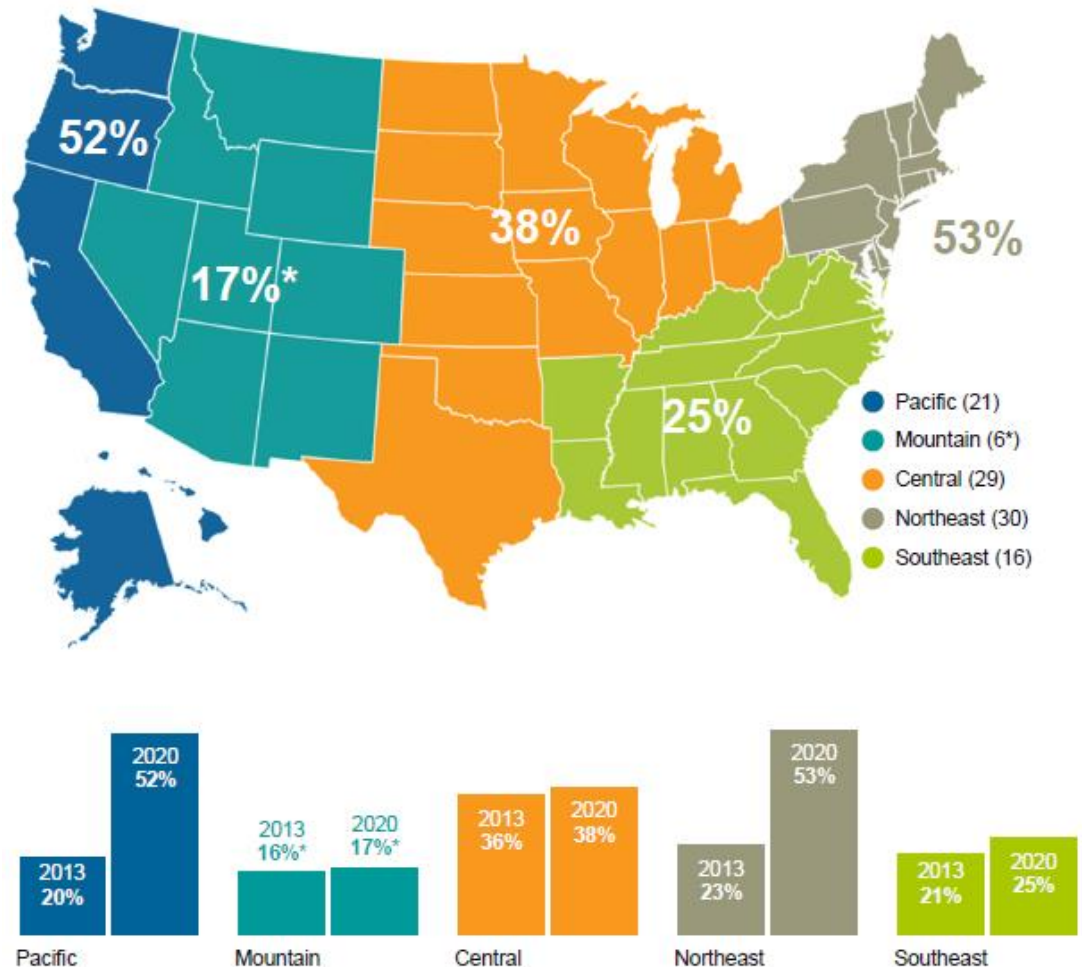 52%
38%
53%
17%*
25%
Pacific (21)
Mountain (6*)
Central (29)
Northeast (30)
Southeast (16)
2013
20%
2020
52%
2013
16%*
2020
17%*
2013
36%
2020
38%
2013
23%
2020
53%
2013
21%
2020
25%
Pacific
Mountain
Central
Northeast
Southeast